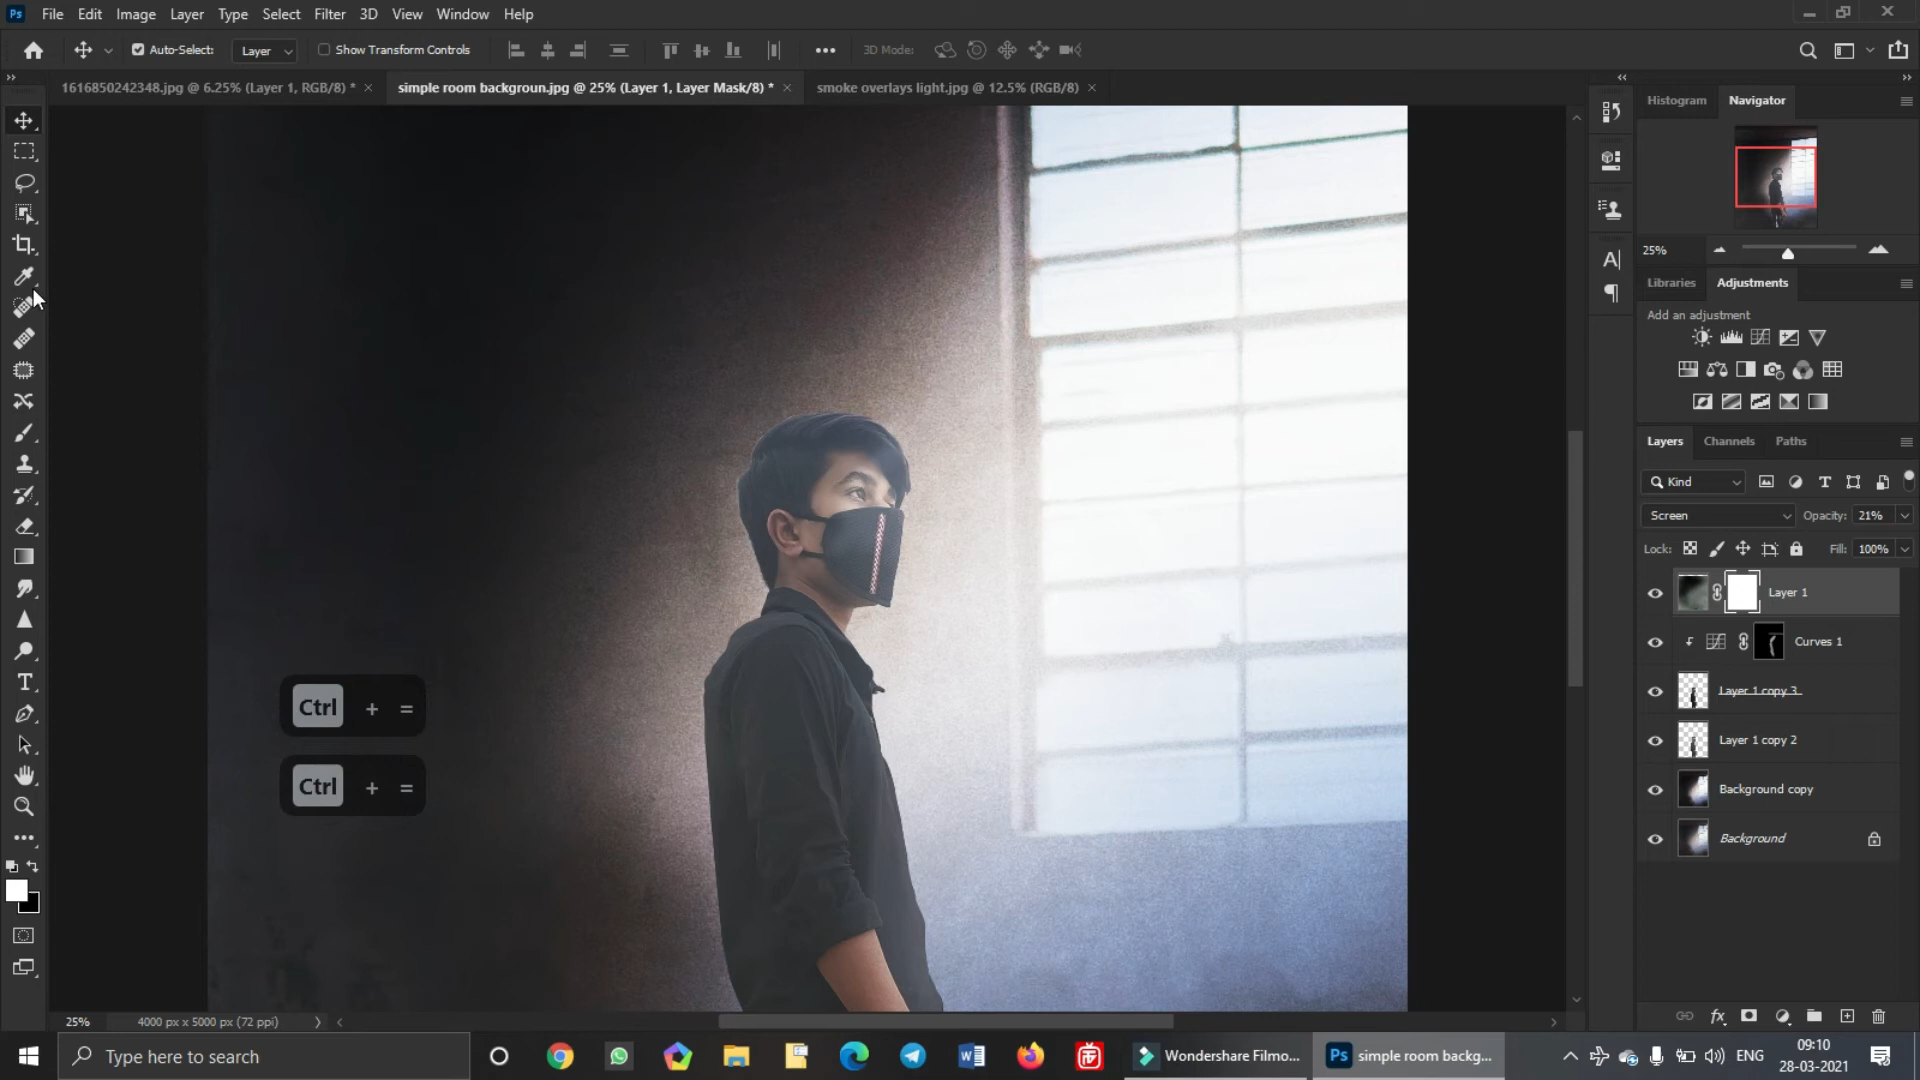 Ps File Edit Image Layer Type Select Filter 3D View Window Help
Auto-Select: Layer Show Transform Controls 3D Mode:
1616850242348.jpg @ 6.25% (Layer 1, RGB/8) * simple room backgroun.jpg @ 25% (Layer 1, Layer Mask/8) * smoke overlays light.jpg @ 12.5% (RGB/8)
Histogram Navigator
25%
Libraries Adjustments
Add an adjustment
Layers Channels Paths
Kind
Screen Opacity: 21%
Lock: Fill: 100%
Layer 1
Curves 1
Layer 1 copy 3
Layer 1 copy 2
Background copy
Background
Ctrl + =
Ctrl + =
25% 4000 px x 5000 px (72 ppi)
Type here to search
Wondershare Filmo...
Ps simple room backg...
ENG
09:10
28-03-2021